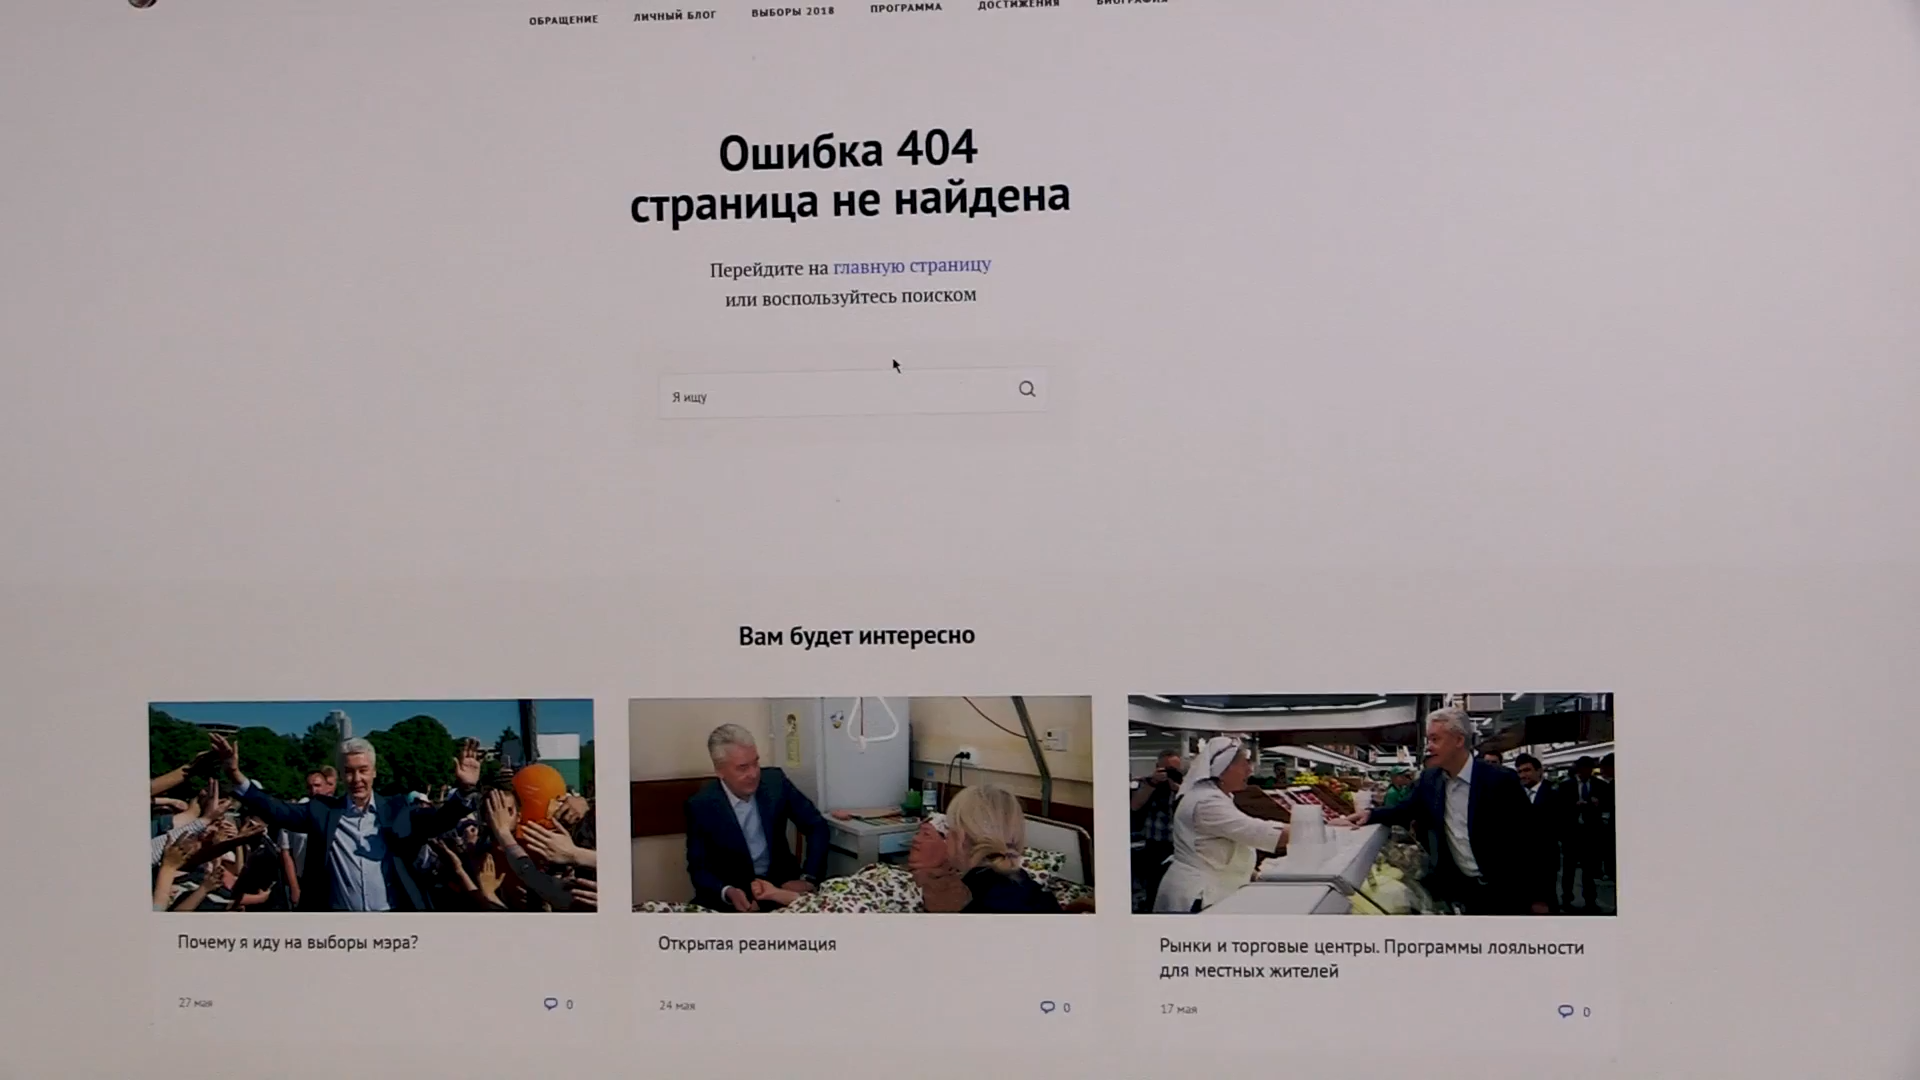 ОБРАЩЕНИЕ ЛИЧНЫЙ БЛОГ ВЫБОРЫ 2018 ПРОГРАММА ДОСТИЖЕНИЯ БИОГРАФИЯ
Ошибка 404
страница не найдена
Перейдите на главную страницу
или воспользуйтесь поиском
Я ищу
Вам будет интересно
Почему я иду на выборы мэра?
27 мая
0
Открытая реанимация
24 мая
0
Рынки и торговые центры. Программы лояльности
для местных жителей
17 мая
0